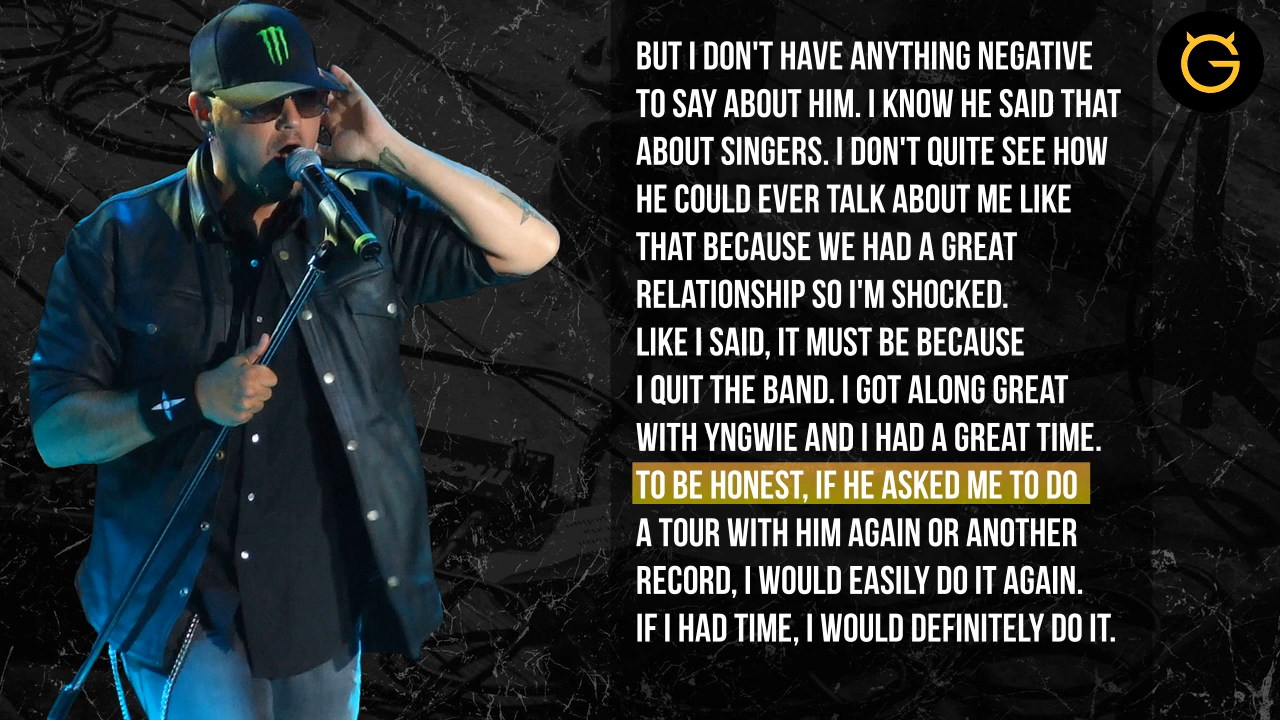 BUT I DON'T HAVE ANYTHING NEGATIVE
TO SAY ABOUT HIM. I KNOW HE SAID THAT
ABOUT SINGERS. I DON'T QUITE SEE HOW
HE COULD EVER TALK ABOUT ME LIKE
THAT BECAUSE WE HAD A GREAT
RELATIONSHIP SO I'M SHOCKED.
LIKE I SAID, IT MUST BE BECAUSE
I QUIT THE BAND. I GOT ALONG GREAT
WITH YNGWIE AND I HAD A GREAT TIME.
TO BE HONEST, IF HE ASKED ME TO DO
A TOUR WITH HIM AGAIN OR ANOTHER
RECORD, I WOULD EASILY DO IT AGAIN.
IF I HAD TIME, I WOULD DEFINITELY DO IT.
G